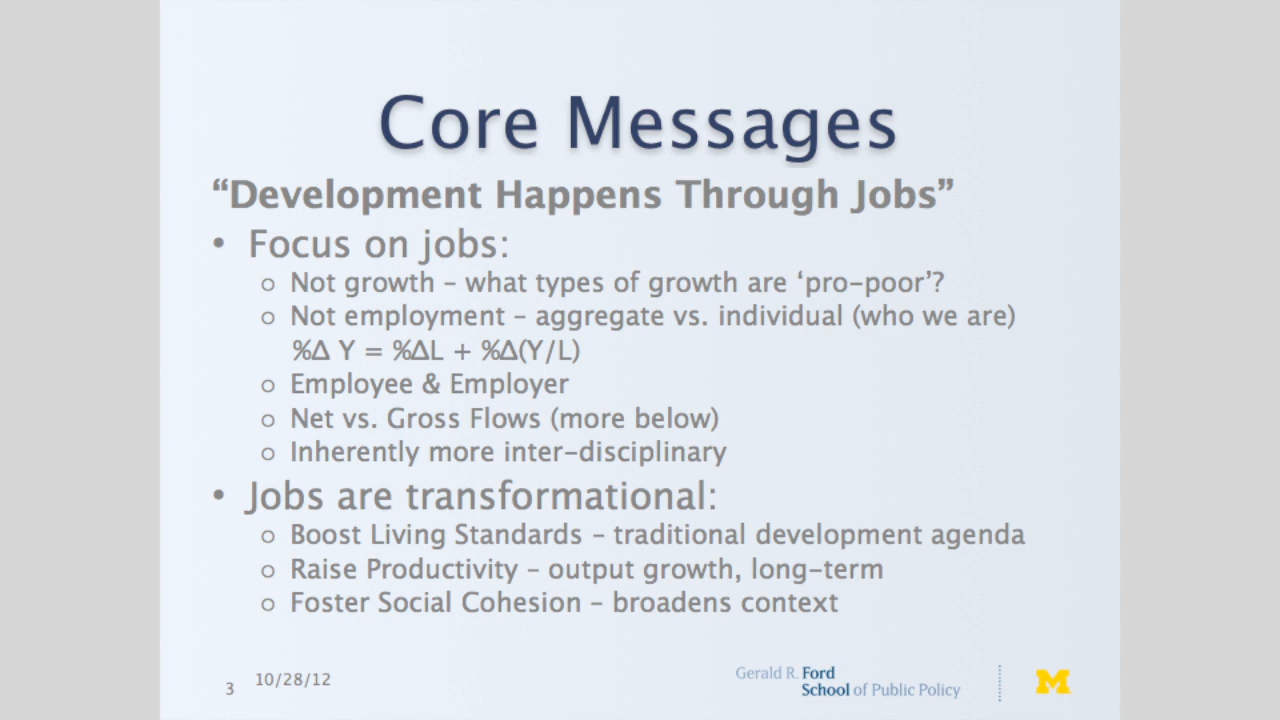 Core Messages
“Development Happens Through Jobs”
• Focus on jobs:
○ Not growth – what types of growth are ‘pro-poor’?
○ Not employment – aggregate vs. individual (who we are)
%Δ Y = %ΔL + %Δ(Y/L)
○ Employee & Employer
○ Net vs. Gross Flows (more below)
○ Inherently more inter-disciplinary
• Jobs are transformational:
○ Boost Living Standards – traditional development agenda
○ Raise Productivity – output growth, long-term
○ Foster Social Cohesion – broadens context
3 10/28/12
Gerald R. Ford
School of Public Policy
M